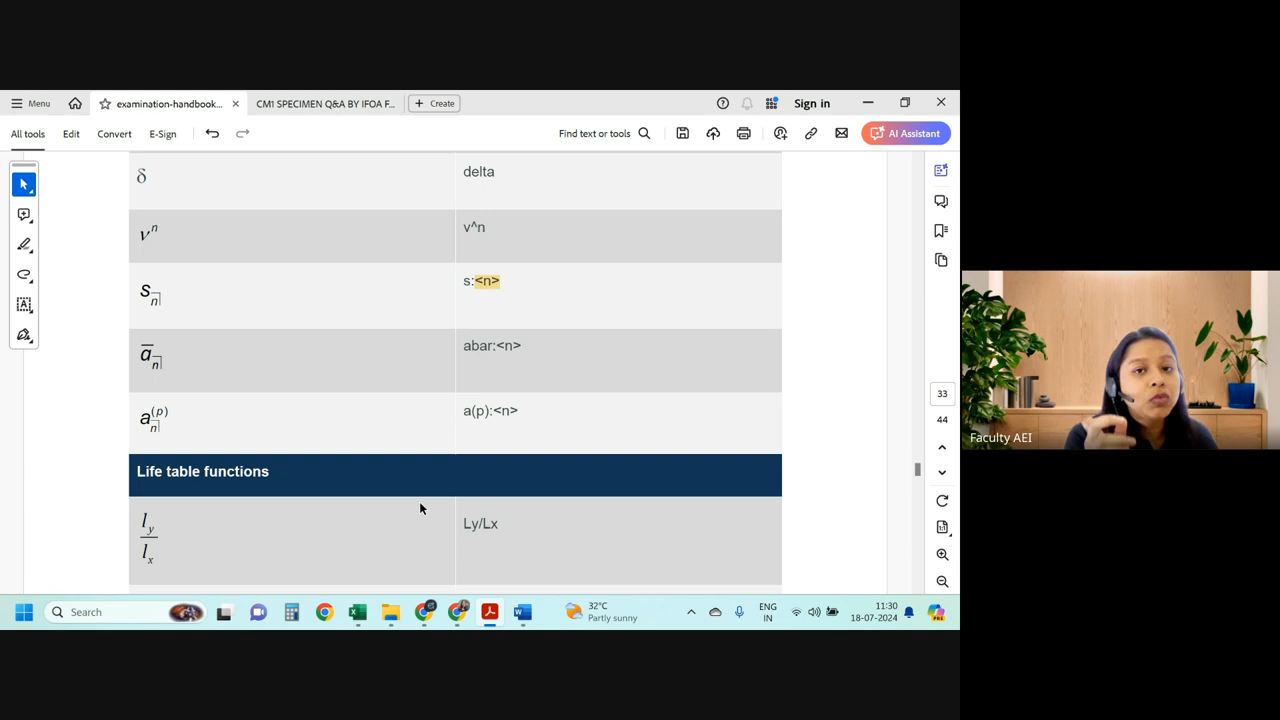 Menu
examination-handbook...
CM1 SPECIMEN Q&A BY IFOA F...
Create
Sign in
All tools
Edit
Convert
E-Sign
Find text or tools
AI Assistant
δ
delta
v^n
v^n
s n
s:<n>
a̅ n
abar:<n>
a^(p) n
a(p):<n>
Life table functions
l_y
l_x
Ly/Lx
33
44
Faculty AEI
Search
32°C
Partly sunny
ENG
IN
11:30
18-07-2024